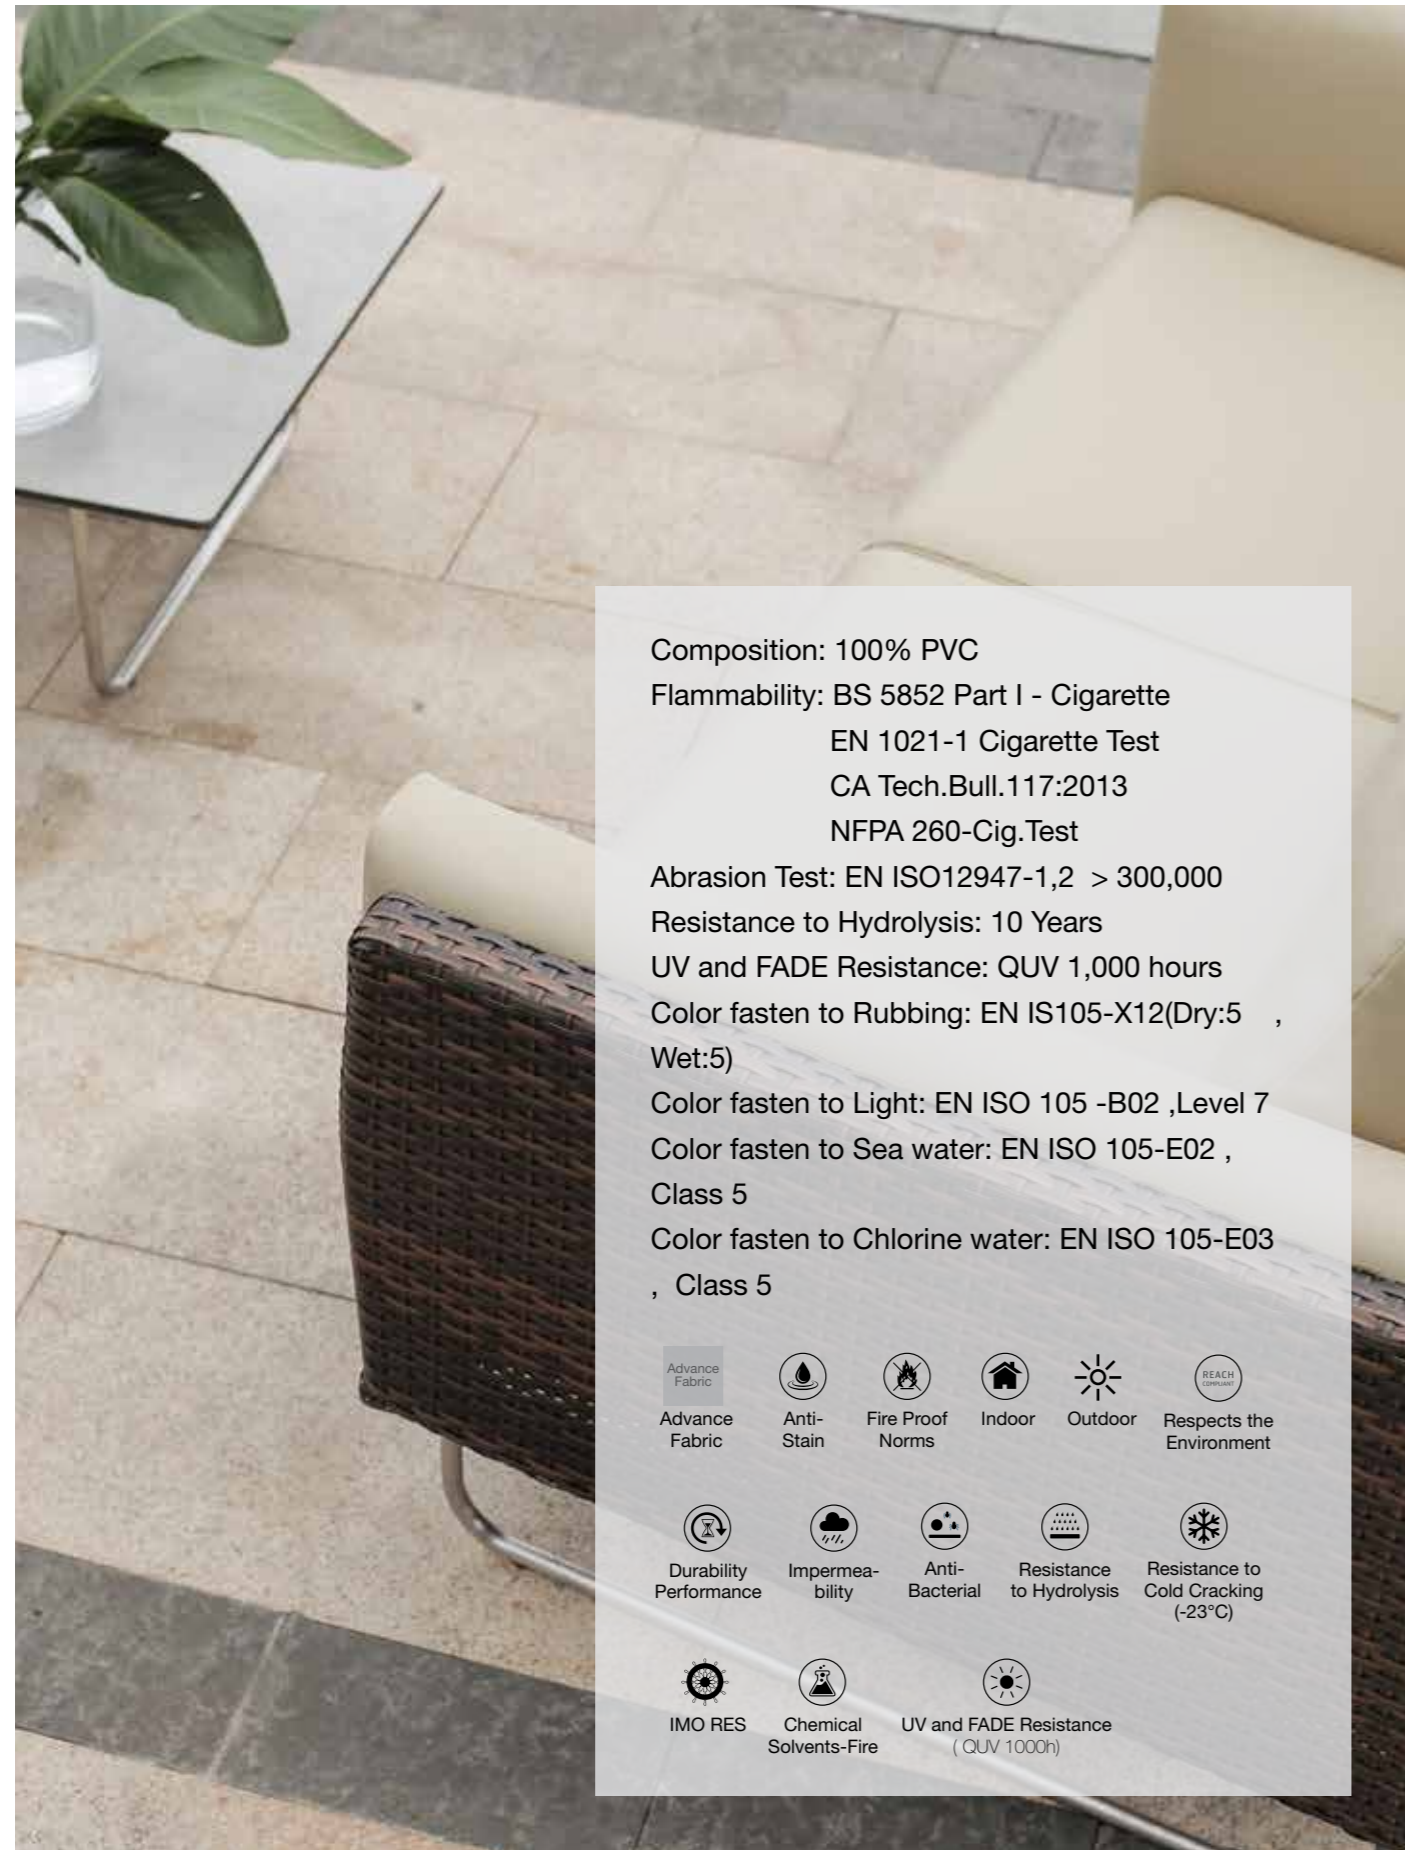 Composition: 100% PVC
Flammability: BS 5852 Part I - Cigarette
EN 1021-1 Cigarette Test
CA Tech.Bull.117:2013
NFPA 260-Cig.Test
Abrasion Test: EN ISO12947-1,2 > 300,000
Resistance to Hydrolysis: 10 Years
UV and FADE Resistance: QUV 1,000 hours
Color fasten to Rubbing: EN IS105-X12(Dry:5 ,
Wet:5)
Color fasten to Light: EN ISO 105 -B02 ,Level 7
Color fasten to Sea water: EN ISO 105-E02 ,
Class 5
Color fasten to Chlorine water: EN ISO 105-E03
, Class 5
Advance
Fabric
Advance
Fabric
Anti-
Stain
Fire Proof
Norms
Indoor
Outdoor
REACH
COMPLIANT
Respects the
Environment
Durability
Performance
Impermea-
bility
Anti-
Bacterial
Resistance
to Hydrolysis
Resistance to
Cold Cracking
(-23°C)
IMO RES
Chemical
Solvents-Fire
UV and FADE Resistance
( QUV 1000h)